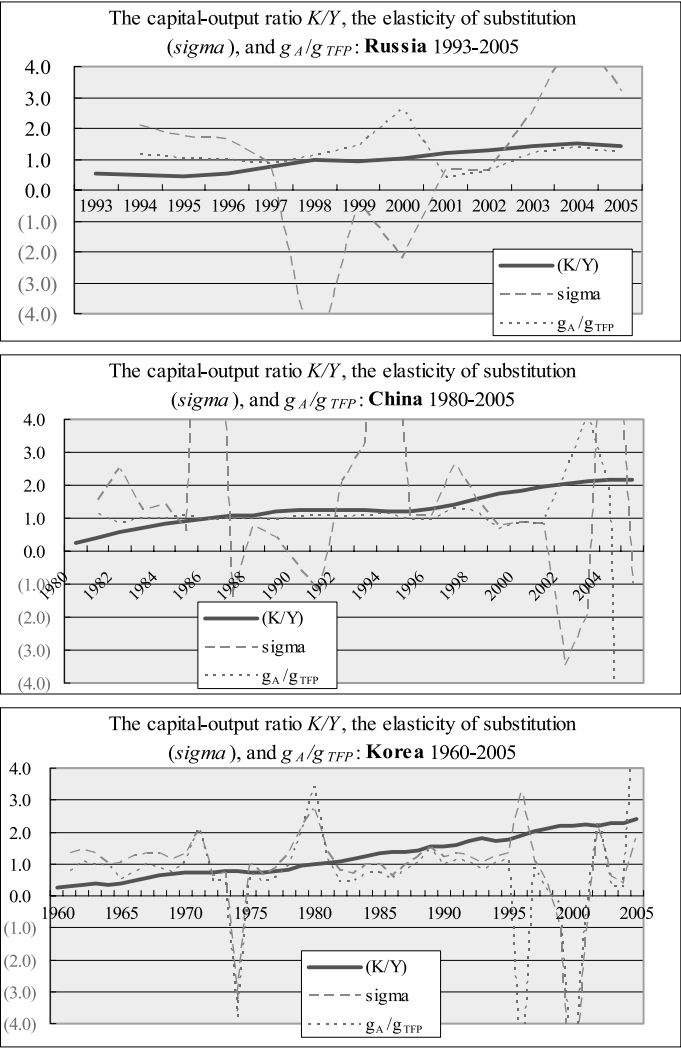 The capital-output ratio K/Y, the elasticity of substitution
(sigma), and g A/g TFP: Russia 1993-2005
4.0
3.0
2.0
1.0
0.0
(1.0)
(2.0)
(3.0)
(4.0)
1993 1994 1995 1996 1997 1998 1999 2000 2001 2002 2003 2004 2005
(K/Y)
sigma
gA/gTFP
The capital-output ratio K/Y, the elasticity of substitution
(sigma), and g A/g TFP: China 1980-2005
4.0
3.0
2.0
1.0
0.0
(1.0)
(2.0)
(3.0)
(4.0)
1980 1982 1984 1986 1988 1990 1992 1994 1996 1998 2000 2002 2004
(K/Y)
sigma
gA/gTFP
The capital-output ratio K/Y, the elasticity of substitution
(sigma), and g A/g TFP: Korea 1960-2005
4.0
3.0
2.0
1.0
0.0
(1.0)
(2.0)
(3.0)
(4.0)
1960 1965 1970 1975 1980 1985 1990 1995 2000 2005
(K/Y)
sigma
gA/gTFP